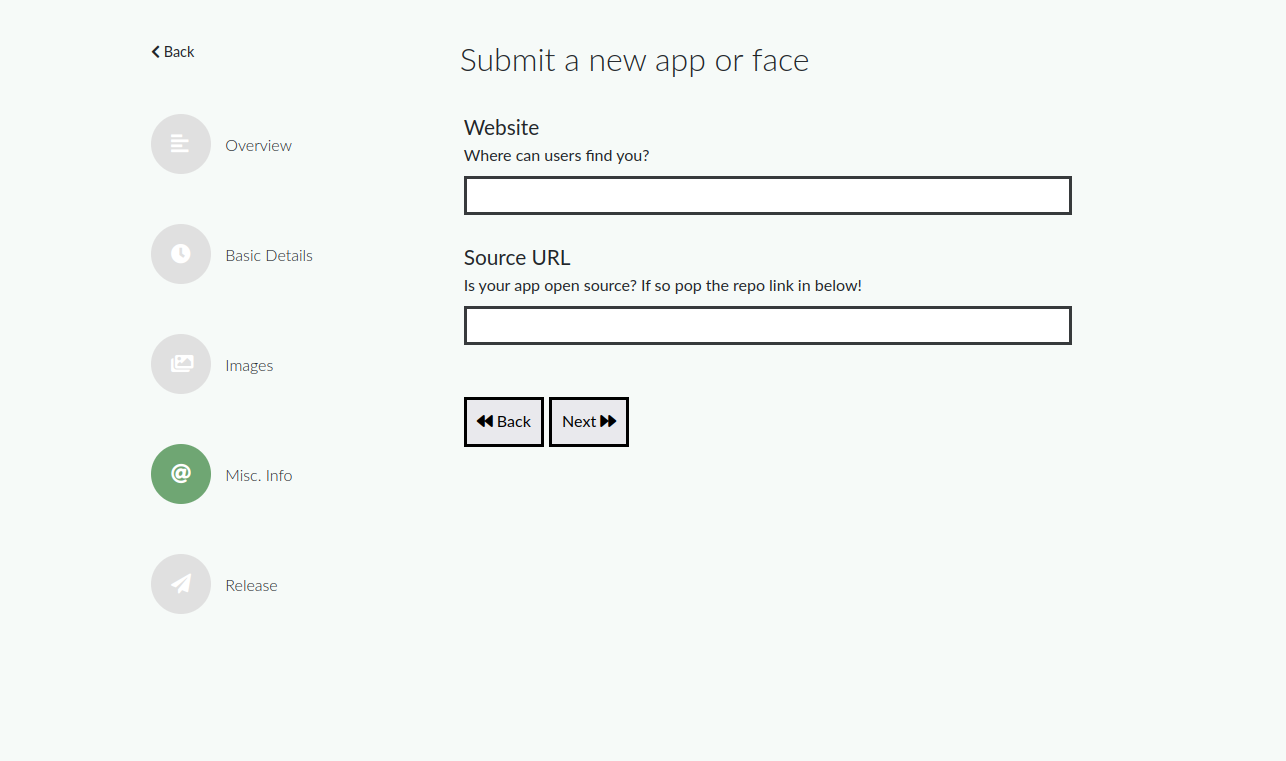 Back
Submit a new app or face
Overview
Basic Details
Images
Misc. Info
Release
Website
Where can users find you?
Source URL
Is your app open source? If so pop the repo link in below!
Back
Next